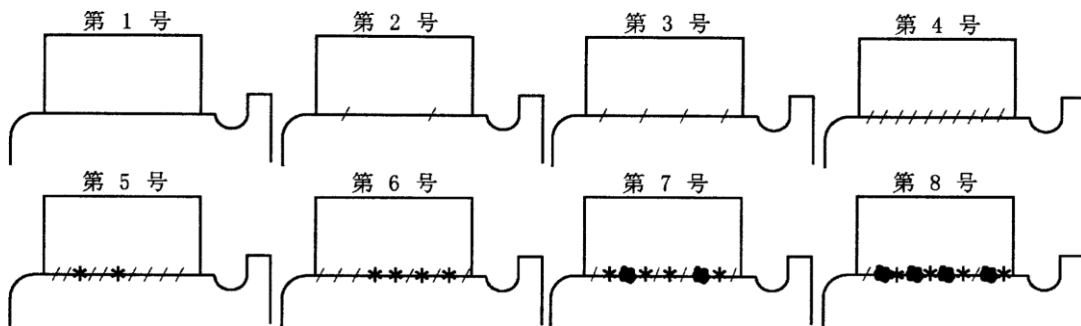 第 1 号
第 2 号
第 3 号
第 4 号
第 5 号
第 6 号
第 7 号
第 8 号